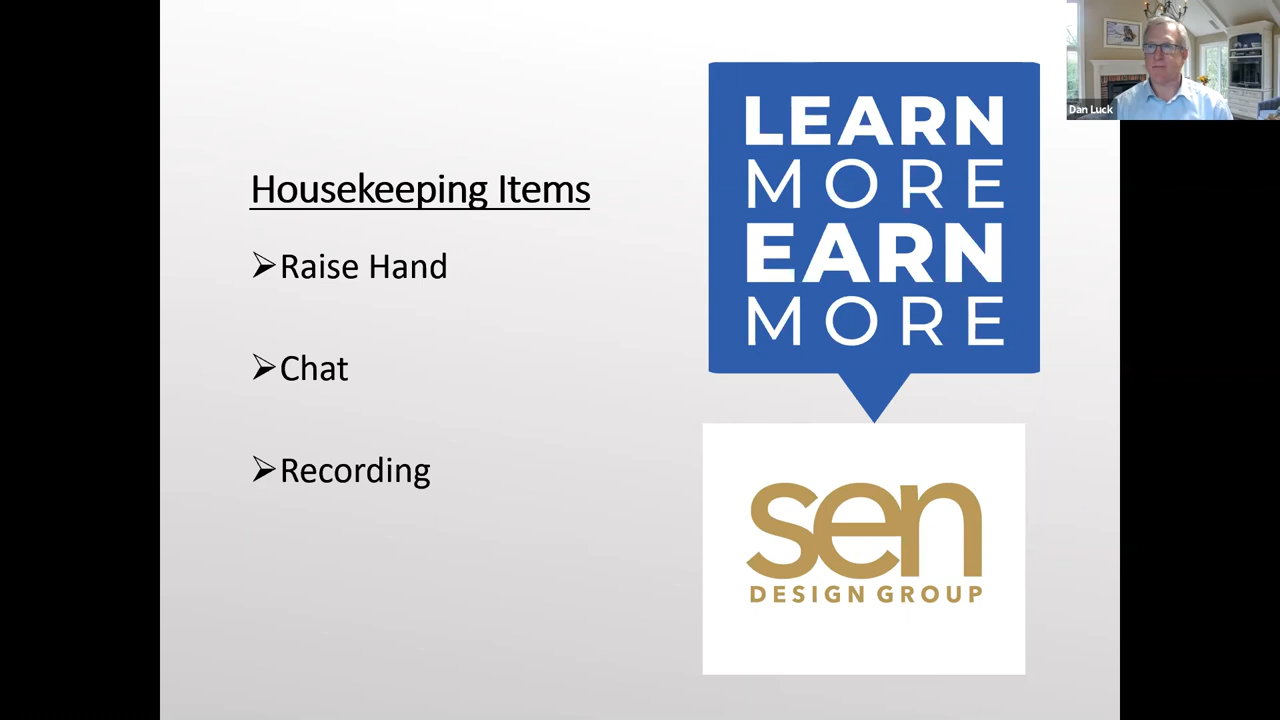 Housekeeping Items
➢Raise Hand
➢Chat
➢Recording
LEARN
MORE
EARN
MORE
sen
DESIGN GROUP
Dan Luck